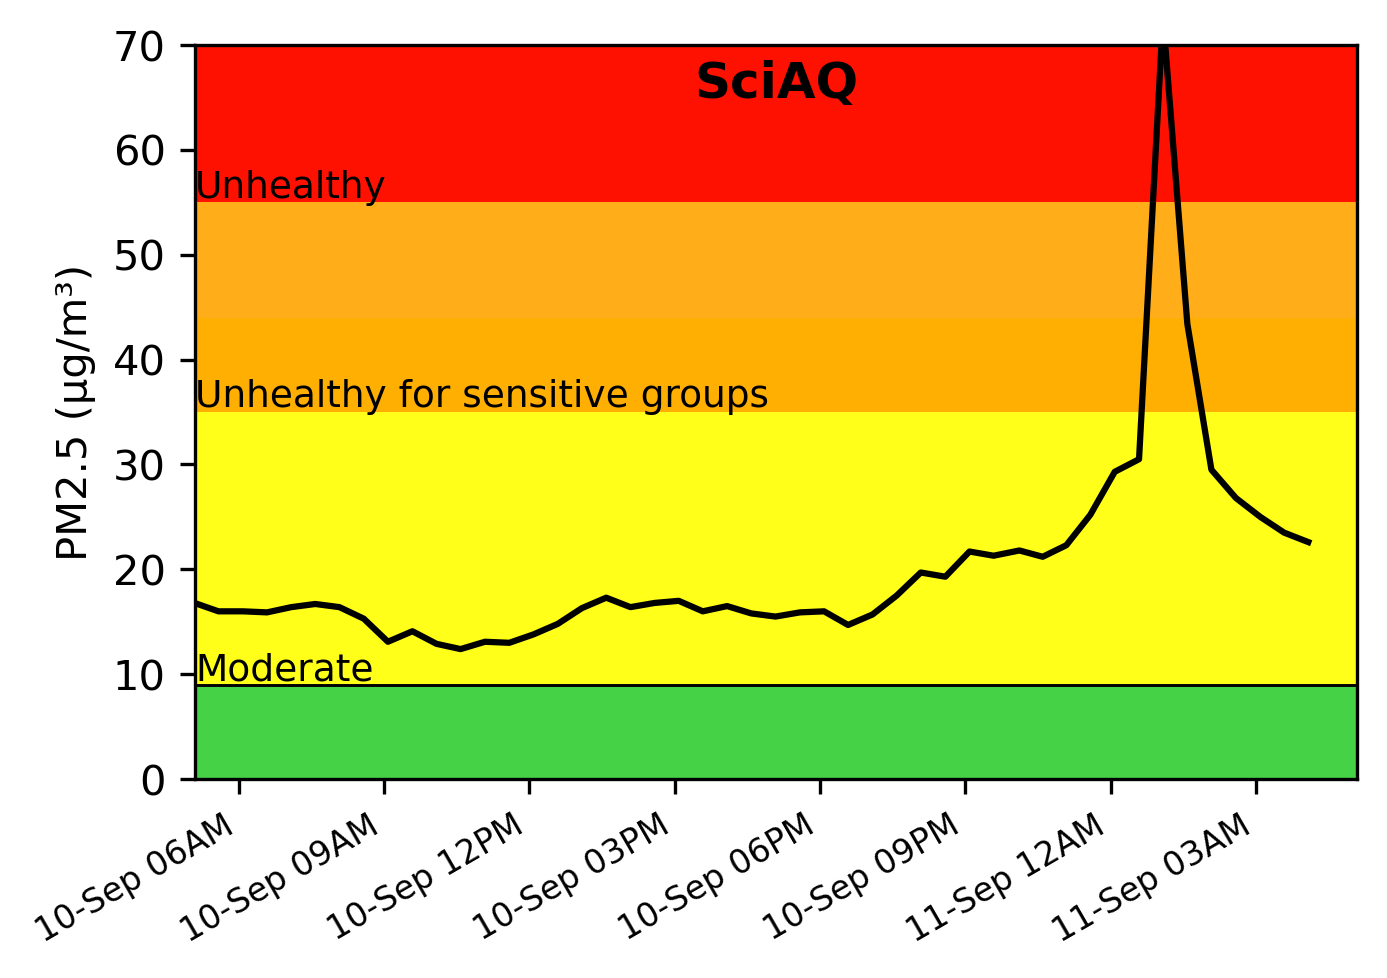 SciAQ
70
60
50
40
30
20
10
0
PM2.5 (µg/m³)
Unhealthy
Unhealthy for sensitive groups
Moderate
10-Sep 06AM
10-Sep 09AM
10-Sep 12PM
10-Sep 03PM
10-Sep 06PM
10-Sep 09PM
11-Sep 12AM
11-Sep 03AM